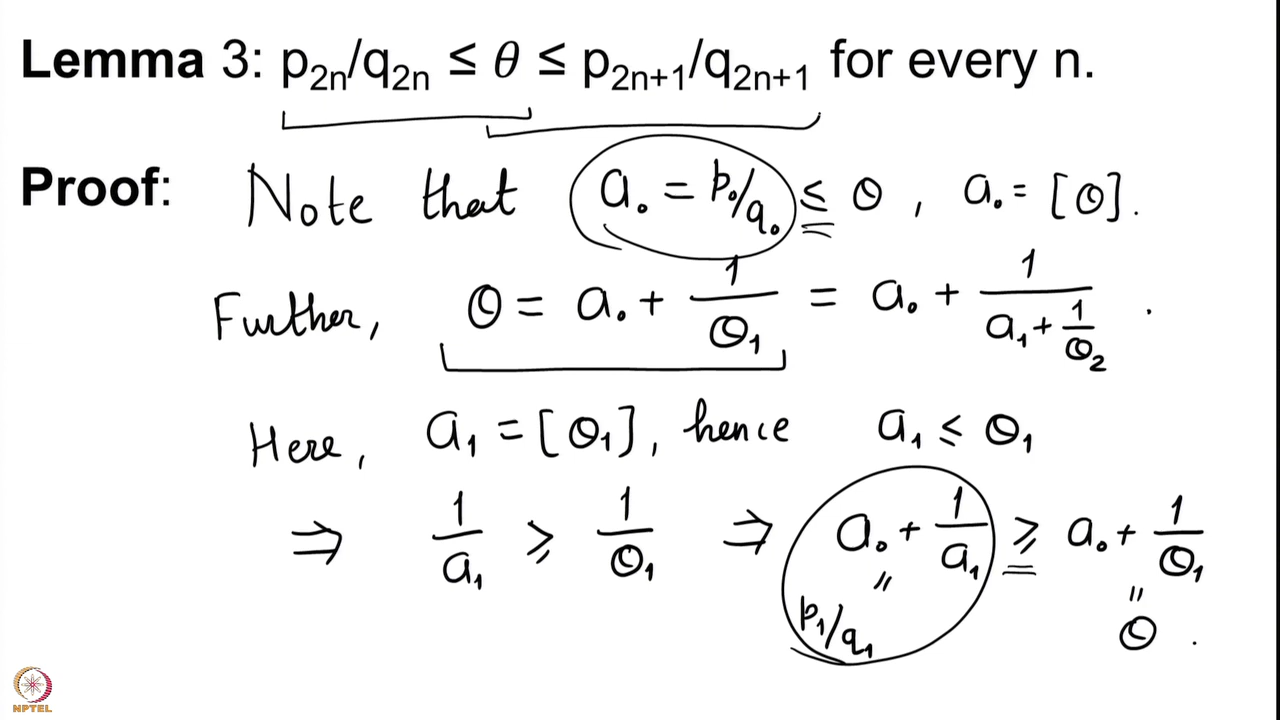 Lemma 3: p₂ₙ/q₂ₙ ≤ θ ≤ p₂ₙ₊₁/q₂ₙ₊₁ for every n.
Proof: Note that a₀ = p₀/q₀ ≤ θ , a₀ = [θ].
Further, θ = a₀ + 1/θ₁ = a₀ + 1/(a₁ + 1/θ₂) .
Here, a₁ = [θ₁], hence a₁ ≤ θ₁
⇒ 1/a₁ ≥ 1/θ₁ ⇒ a₀ + 1/a₁ ≥ a₀ + 1/θ₁
" "
p₁/q₁ θ .
NPTEL